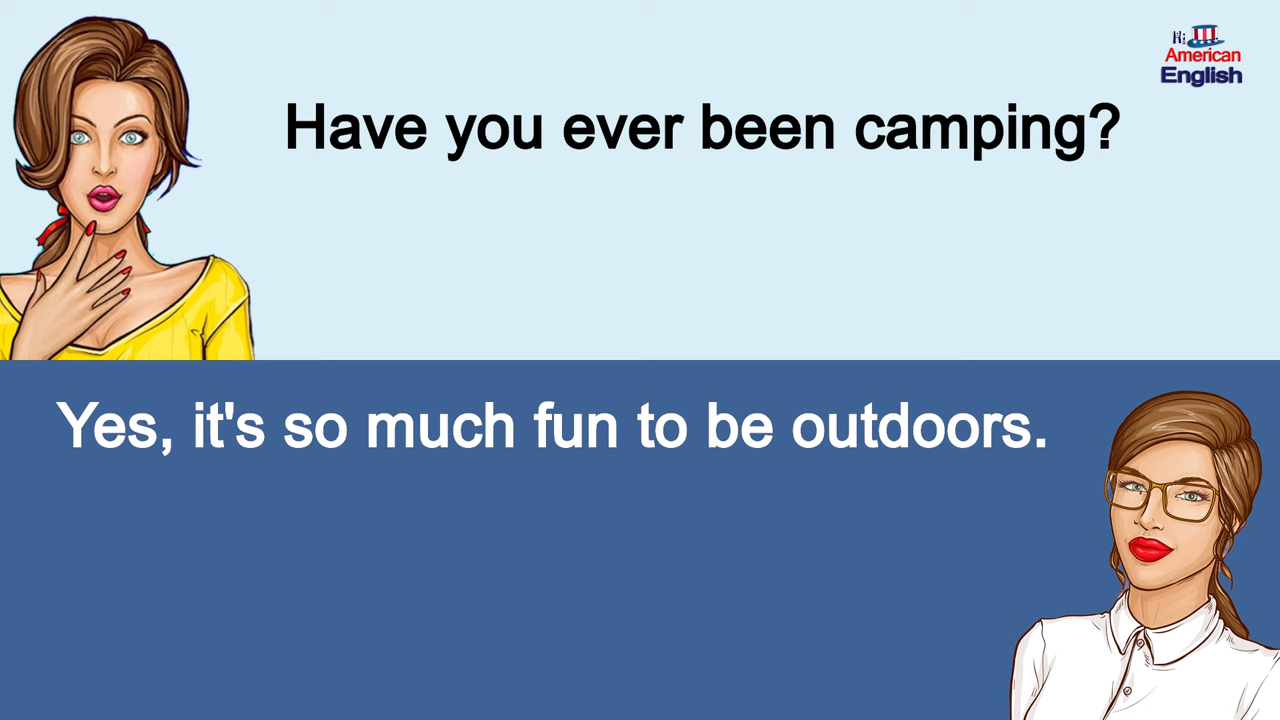 Hi
American
English
Have you ever been camping?
Yes, it's so much fun to be outdoors.